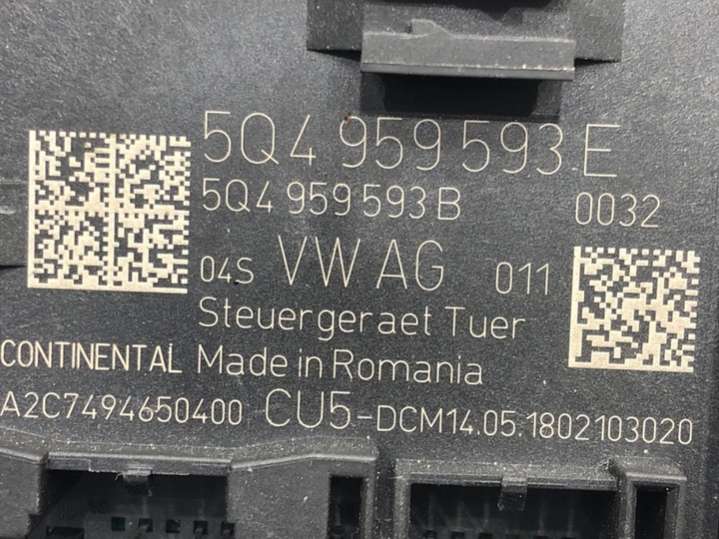 5Q4 959 593 E
5Q4 959 593 B 0032
04S VW AG 011
Steuergeraet Tuer
CONTINENTAL Made in Romania
A2C7494650400 CU5-DCM14.05.1802103020